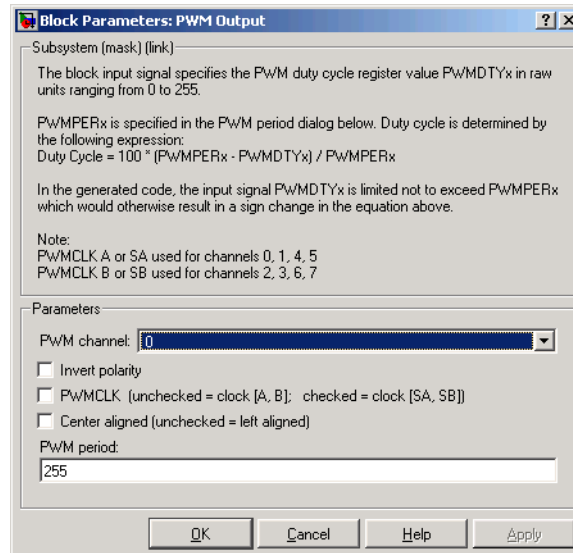 Block Parameters: PWM Output
Subsystem (mask) (link)
The block input signal specifies the PWM duty cycle register value PWMDTYx in raw
units ranging from 0 to 255.
PWMPERx is specified in the PWM period dialog below. Duty cycle is determined by
the following expression:
Duty Cycle = 100 * (PWMPERx - PWMDTYx) / PWMPERx
In the generated code, the input signal PWMDTYx is limited not to exceed PWMPERx
which would otherwise result in a sign change in the equation above.
Note:
PWMCLK A or SA used for channels 0, 1, 4, 5
PWMCLK B or SB used for channels 2, 3, 6, 7
Parameters
PWM channel: 0
Invert polarity
PWMCLK (unchecked = clock [A, B]; checked = clock [SA, SB])
Center aligned (unchecked = left aligned)
PWM period:
255
OK Cancel Help Apply